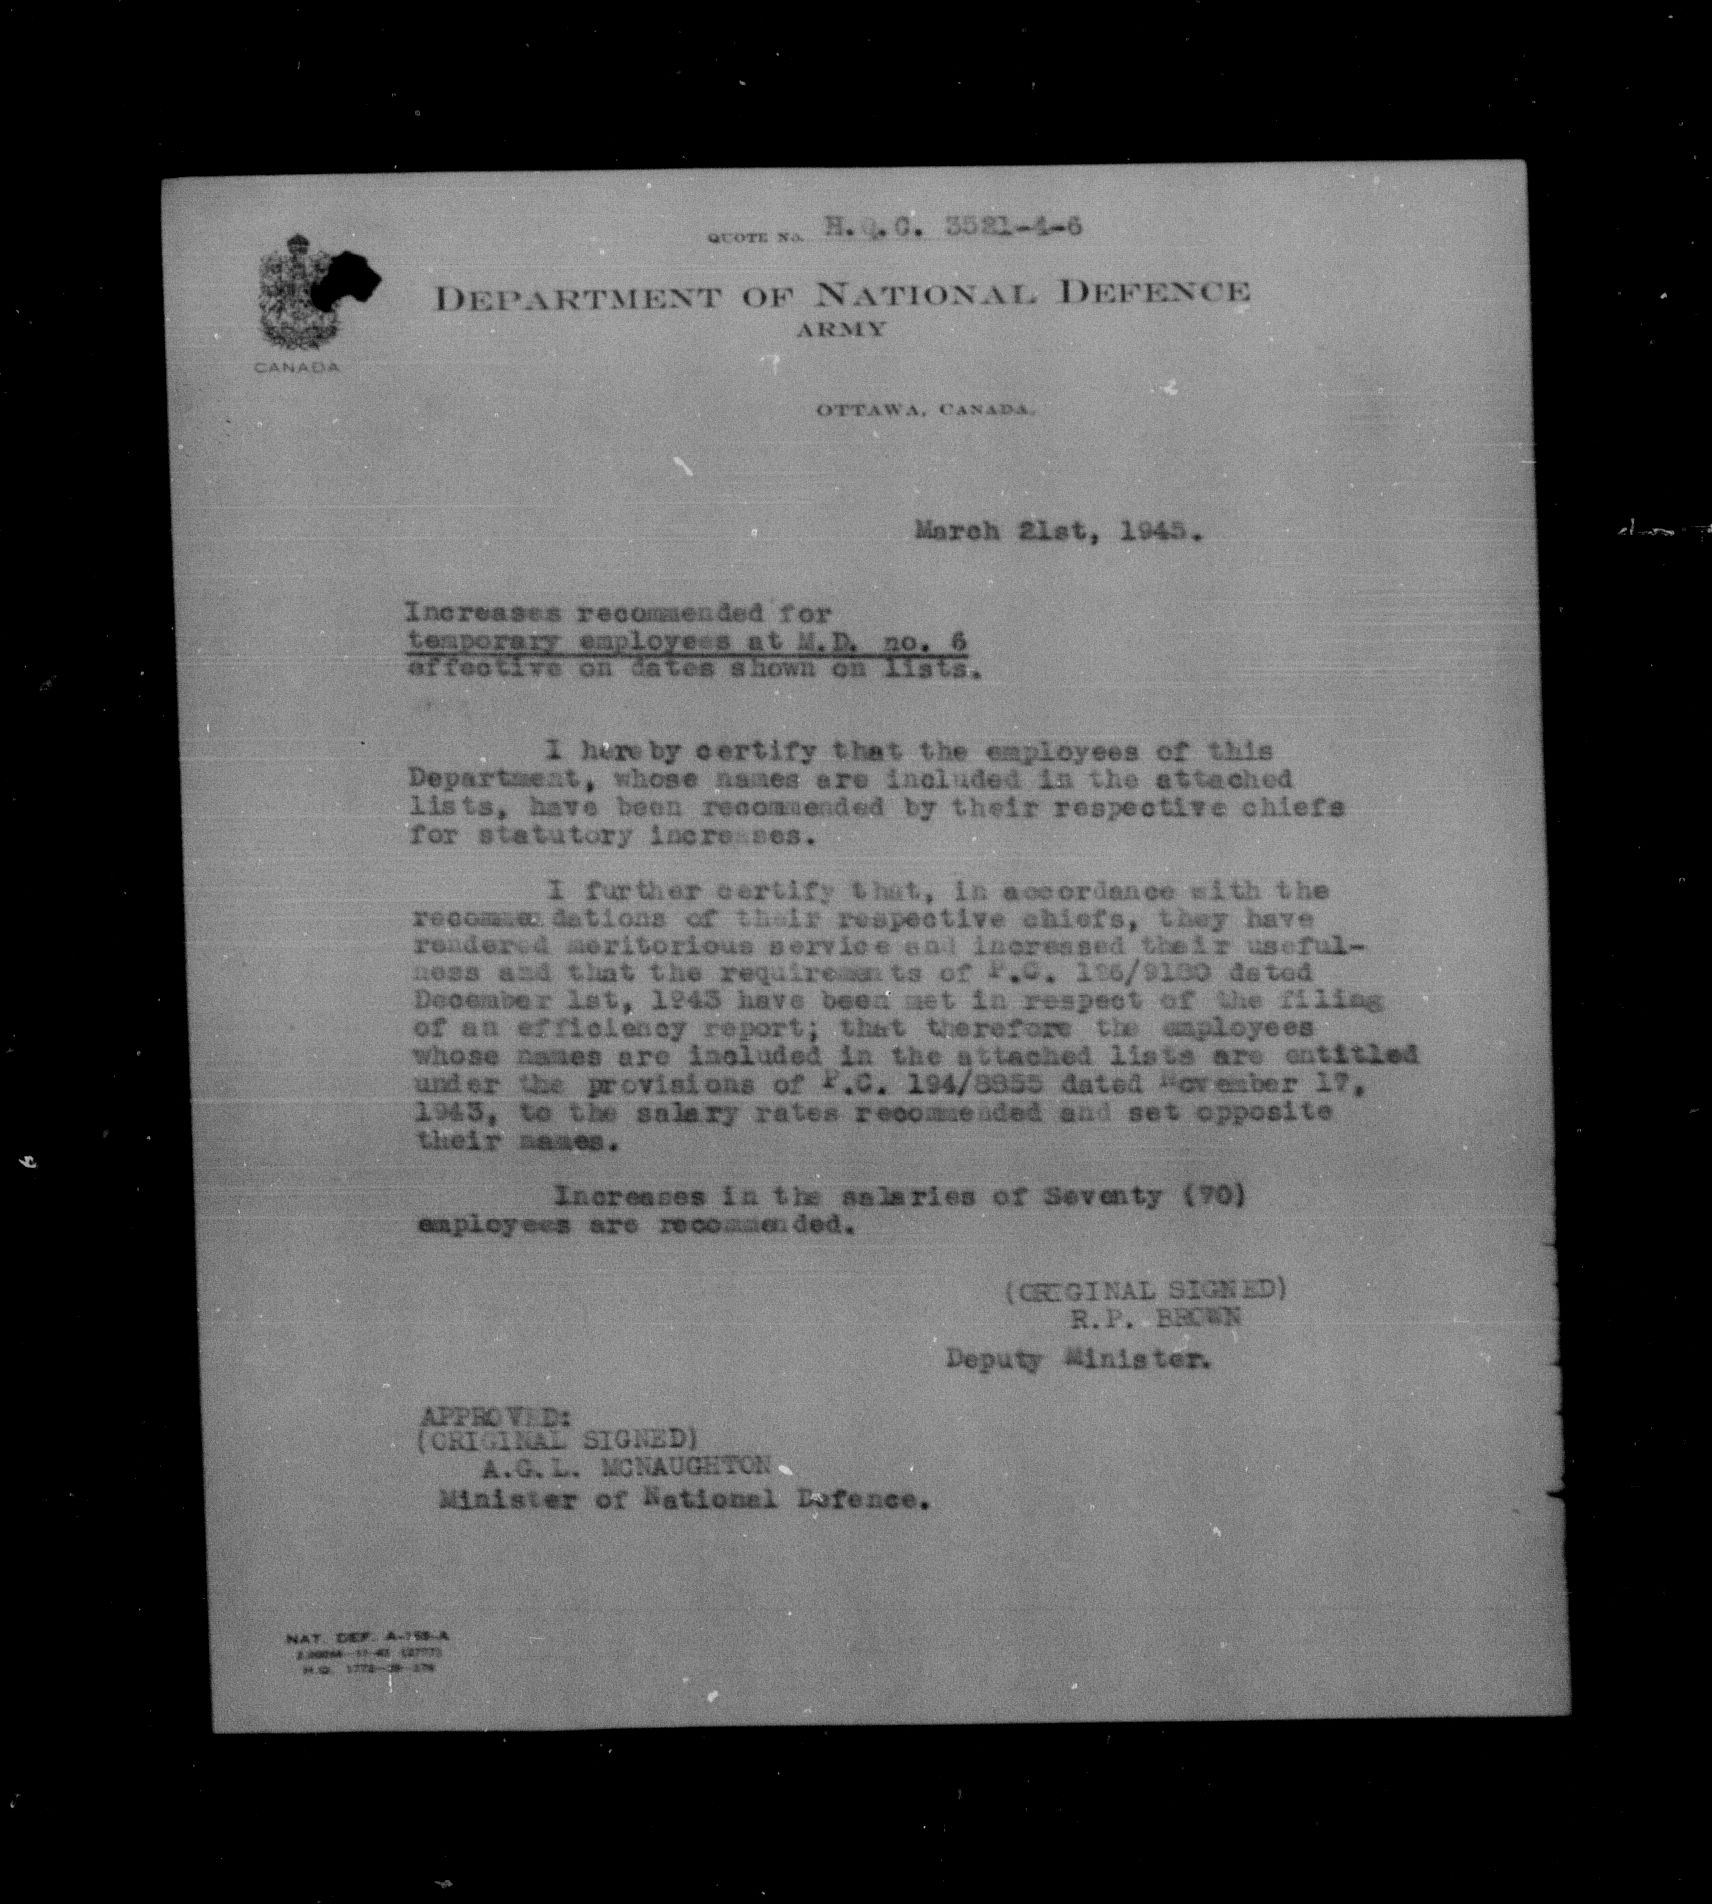 QUOTE No. H.Q.C. 3521-4-6
DEPARTMENT OF NATIONAL DEFENCE
ARMY
CANADA
OTTAWA, CANADA,
March 21st, 1945.
Increases recommended for
temporary employees at M.D. no. 6
effective on dates shown on lists.
I hereby certify that the employees of this
Department, whose names are included in the attached
lists, have been recommended by their respective chiefs
for statutory increases.
I further certify that, in accordance with the
recommendations of their respective chiefs, they have
rendered meritorious service and increased their useful-
ness and that the requirements of P.C. dated
December 1st, 1943 have been met in respect of the filing
of an efficiency report; that therefore the employees
whose names are included in the attached lists are entitled
under the provisions of P.C. dated November 17,
1943, to the salary rates recommended and set opposite
their names.
Increases in the salaries of Seventy (70)
employees are recommended.
(ORIGINAL SIGNED)
R.P. BROWN
Deputy Minister.
APPROVED:
(ORIGINAL SIGNED)
A.G.L. MCNAUGHTON
Minister of National Defence.
NAT. DEF. A-
H.Q. 1772-